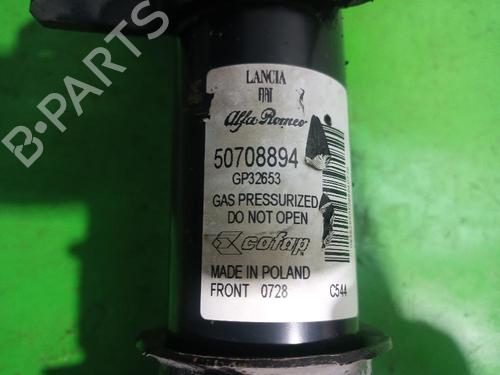 LANCIA
FIAT
Alfa Romeo
50708894
GP32653
GAS PRESSURIZED
DO NOT OPEN
cofap
MADE IN POLAND
FRONT 0728 C544
B-PARTS